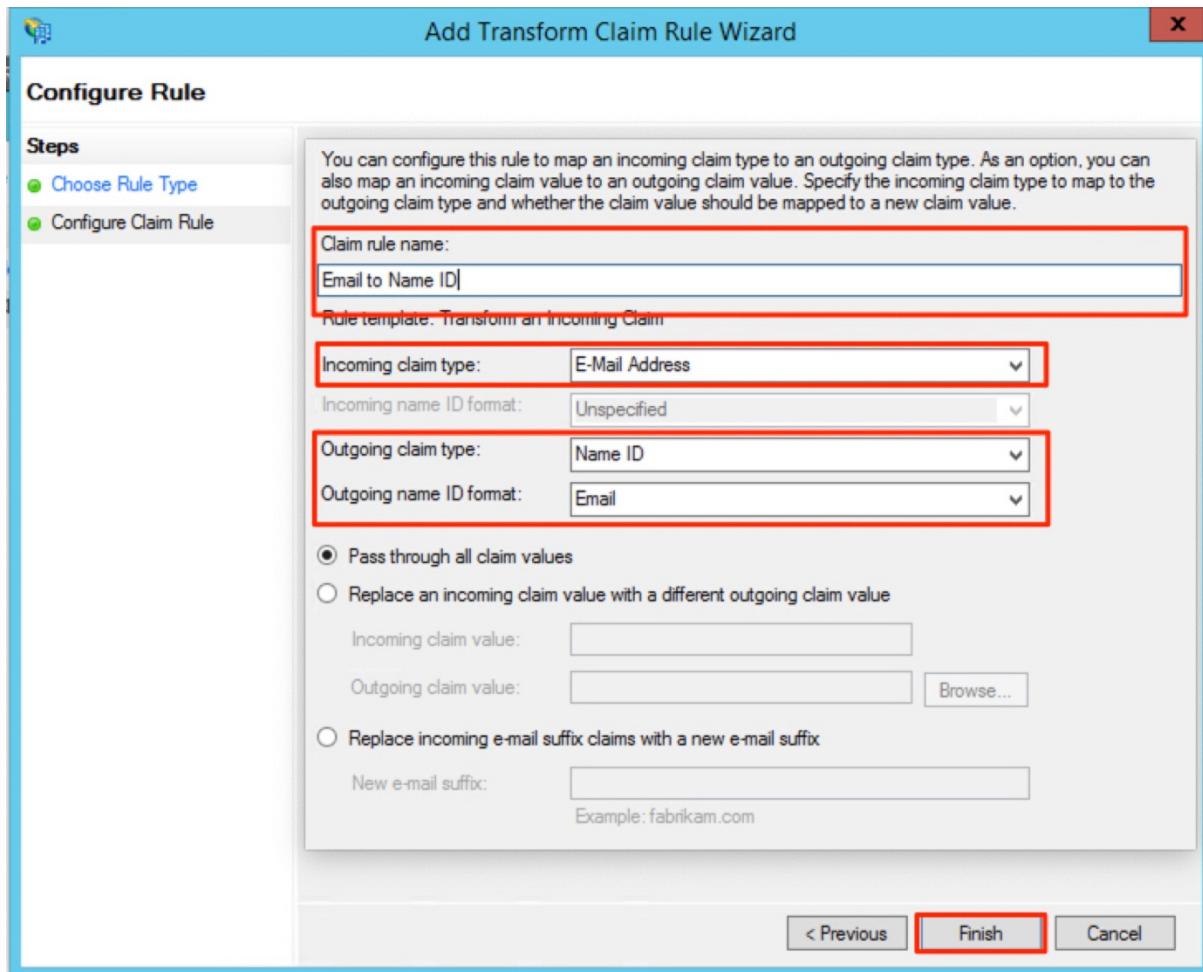 Add Transform Claim Rule Wizard
x
Configure Rule
Steps
Choose Rule Type
Configure Claim Rule
You can configure this rule to map an incoming claim type to an outgoing claim type. As an option, you can
also map an incoming claim value to an outgoing claim value. Specify the incoming claim type to map to the
outgoing claim type and whether the claim value should be mapped to a new claim value.
Claim rule name:
Email to Name ID
Rule template: Transform an Incoming Claim
Incoming claim type: E-Mail Address
Incoming name ID format: Unspecified
Outgoing claim type: Name ID
Outgoing name ID format: Email
Pass through all claim values
Replace an incoming claim value with a different outgoing claim value
Incoming claim value:
Outgoing claim value: Browse...
Replace incoming e-mail suffix claims with a new e-mail suffix
New e-mail suffix:
Example: fabrikam.com
< Previous Finish Cancel